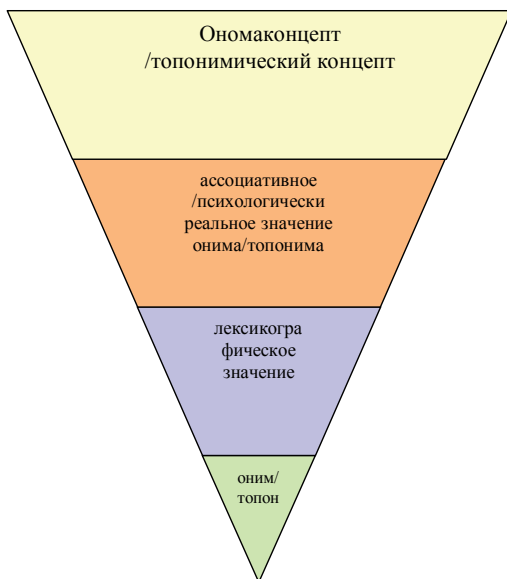 Ономаконцепт
/топонимический концепт
ассоциативное
/психологически
реальное значение
онима/топонима
лексикогра
фическое
значение
оним/
топон